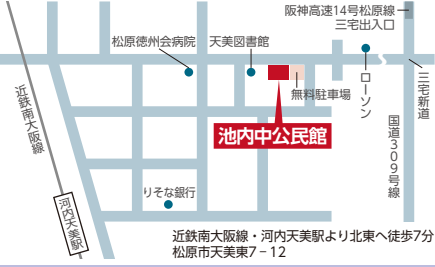 阪神高速14号松原線
三宅出入口
松原徳州会病院
天美図書館
無料駐車場
ローソン
三宅新道
近鉄南大阪線
国道309号線
池内中公民館
りそな銀行
河内天美駅
近鉄南大阪線・河内天美駅より北東へ徒歩7分
松原市天美東7−12